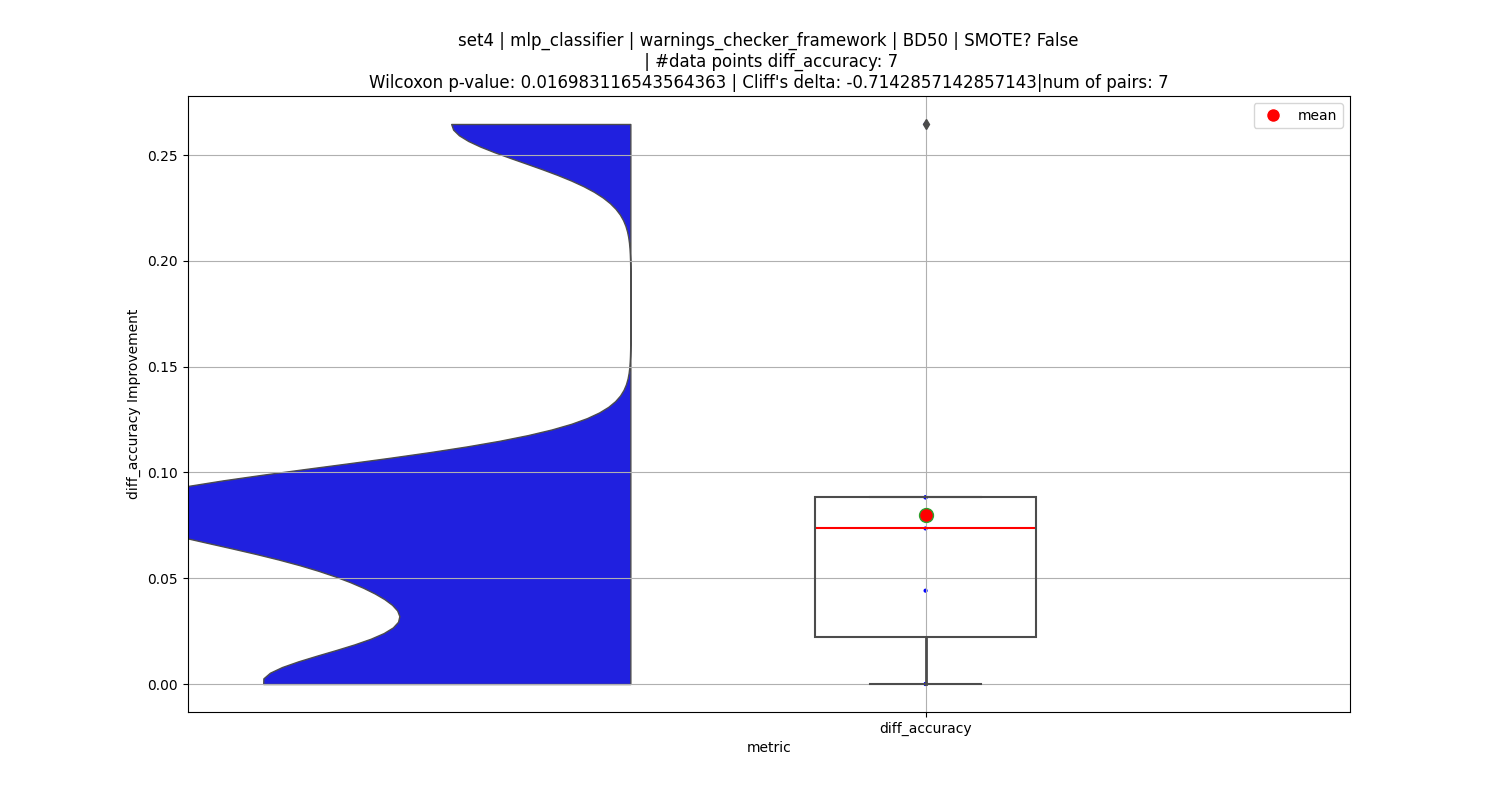 set4 | mlp_classifier | warnings_checker_framework | BD50 | SMOTE? False
| #data points diff_accuracy: 7
Wilcoxon p-value: 0.016983116543564363 | Cliff's delta: -0.7142857142857143|num of pairs: 7
mean
0.25
0.20
0.15
0.10
0.05
0.00
diff_accuracy Improvement
diff_accuracy
metric